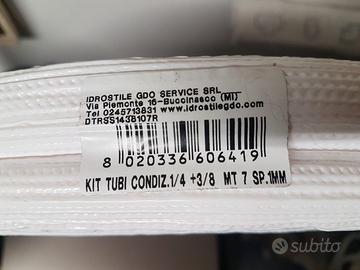 IDROSTILE GDO SERVICE SRL
Via Piemonte 16-Buccinasco (MI)
Tel 0245713831 www.idrostilegdo.com
DTRSS1438107R
8 020336 606419
KIT TUBI CONDIZ.1/4 +3/8 MT 7 SP.1MM
subito